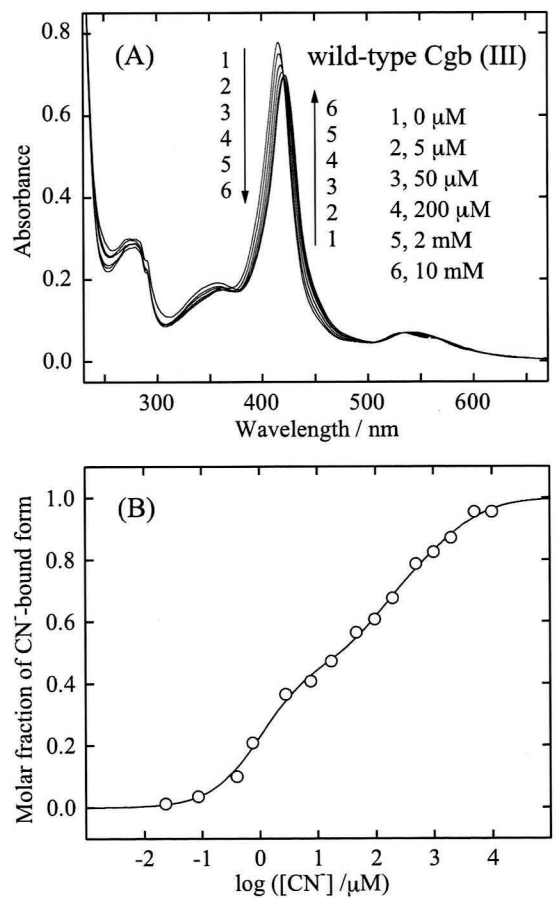 (A)
wild-type Cgb (III)
1
2
3
4
5
6
6
5
4
3
2
1
1, 0 μM
2, 5 μM
3, 50 μM
4, 200 μM
5, 2 mM
6, 10 mM
0.8
0.6
0.4
0.2
0.0
Absorbance
300 400 500 600
Wavelength / nm
(B)
1.0
0.8
0.6
0.4
0.2
0.0
Molar fraction of CN⁻-bound form
-2 -1 0 1 2 3 4
log ([CN⁻] /μM)